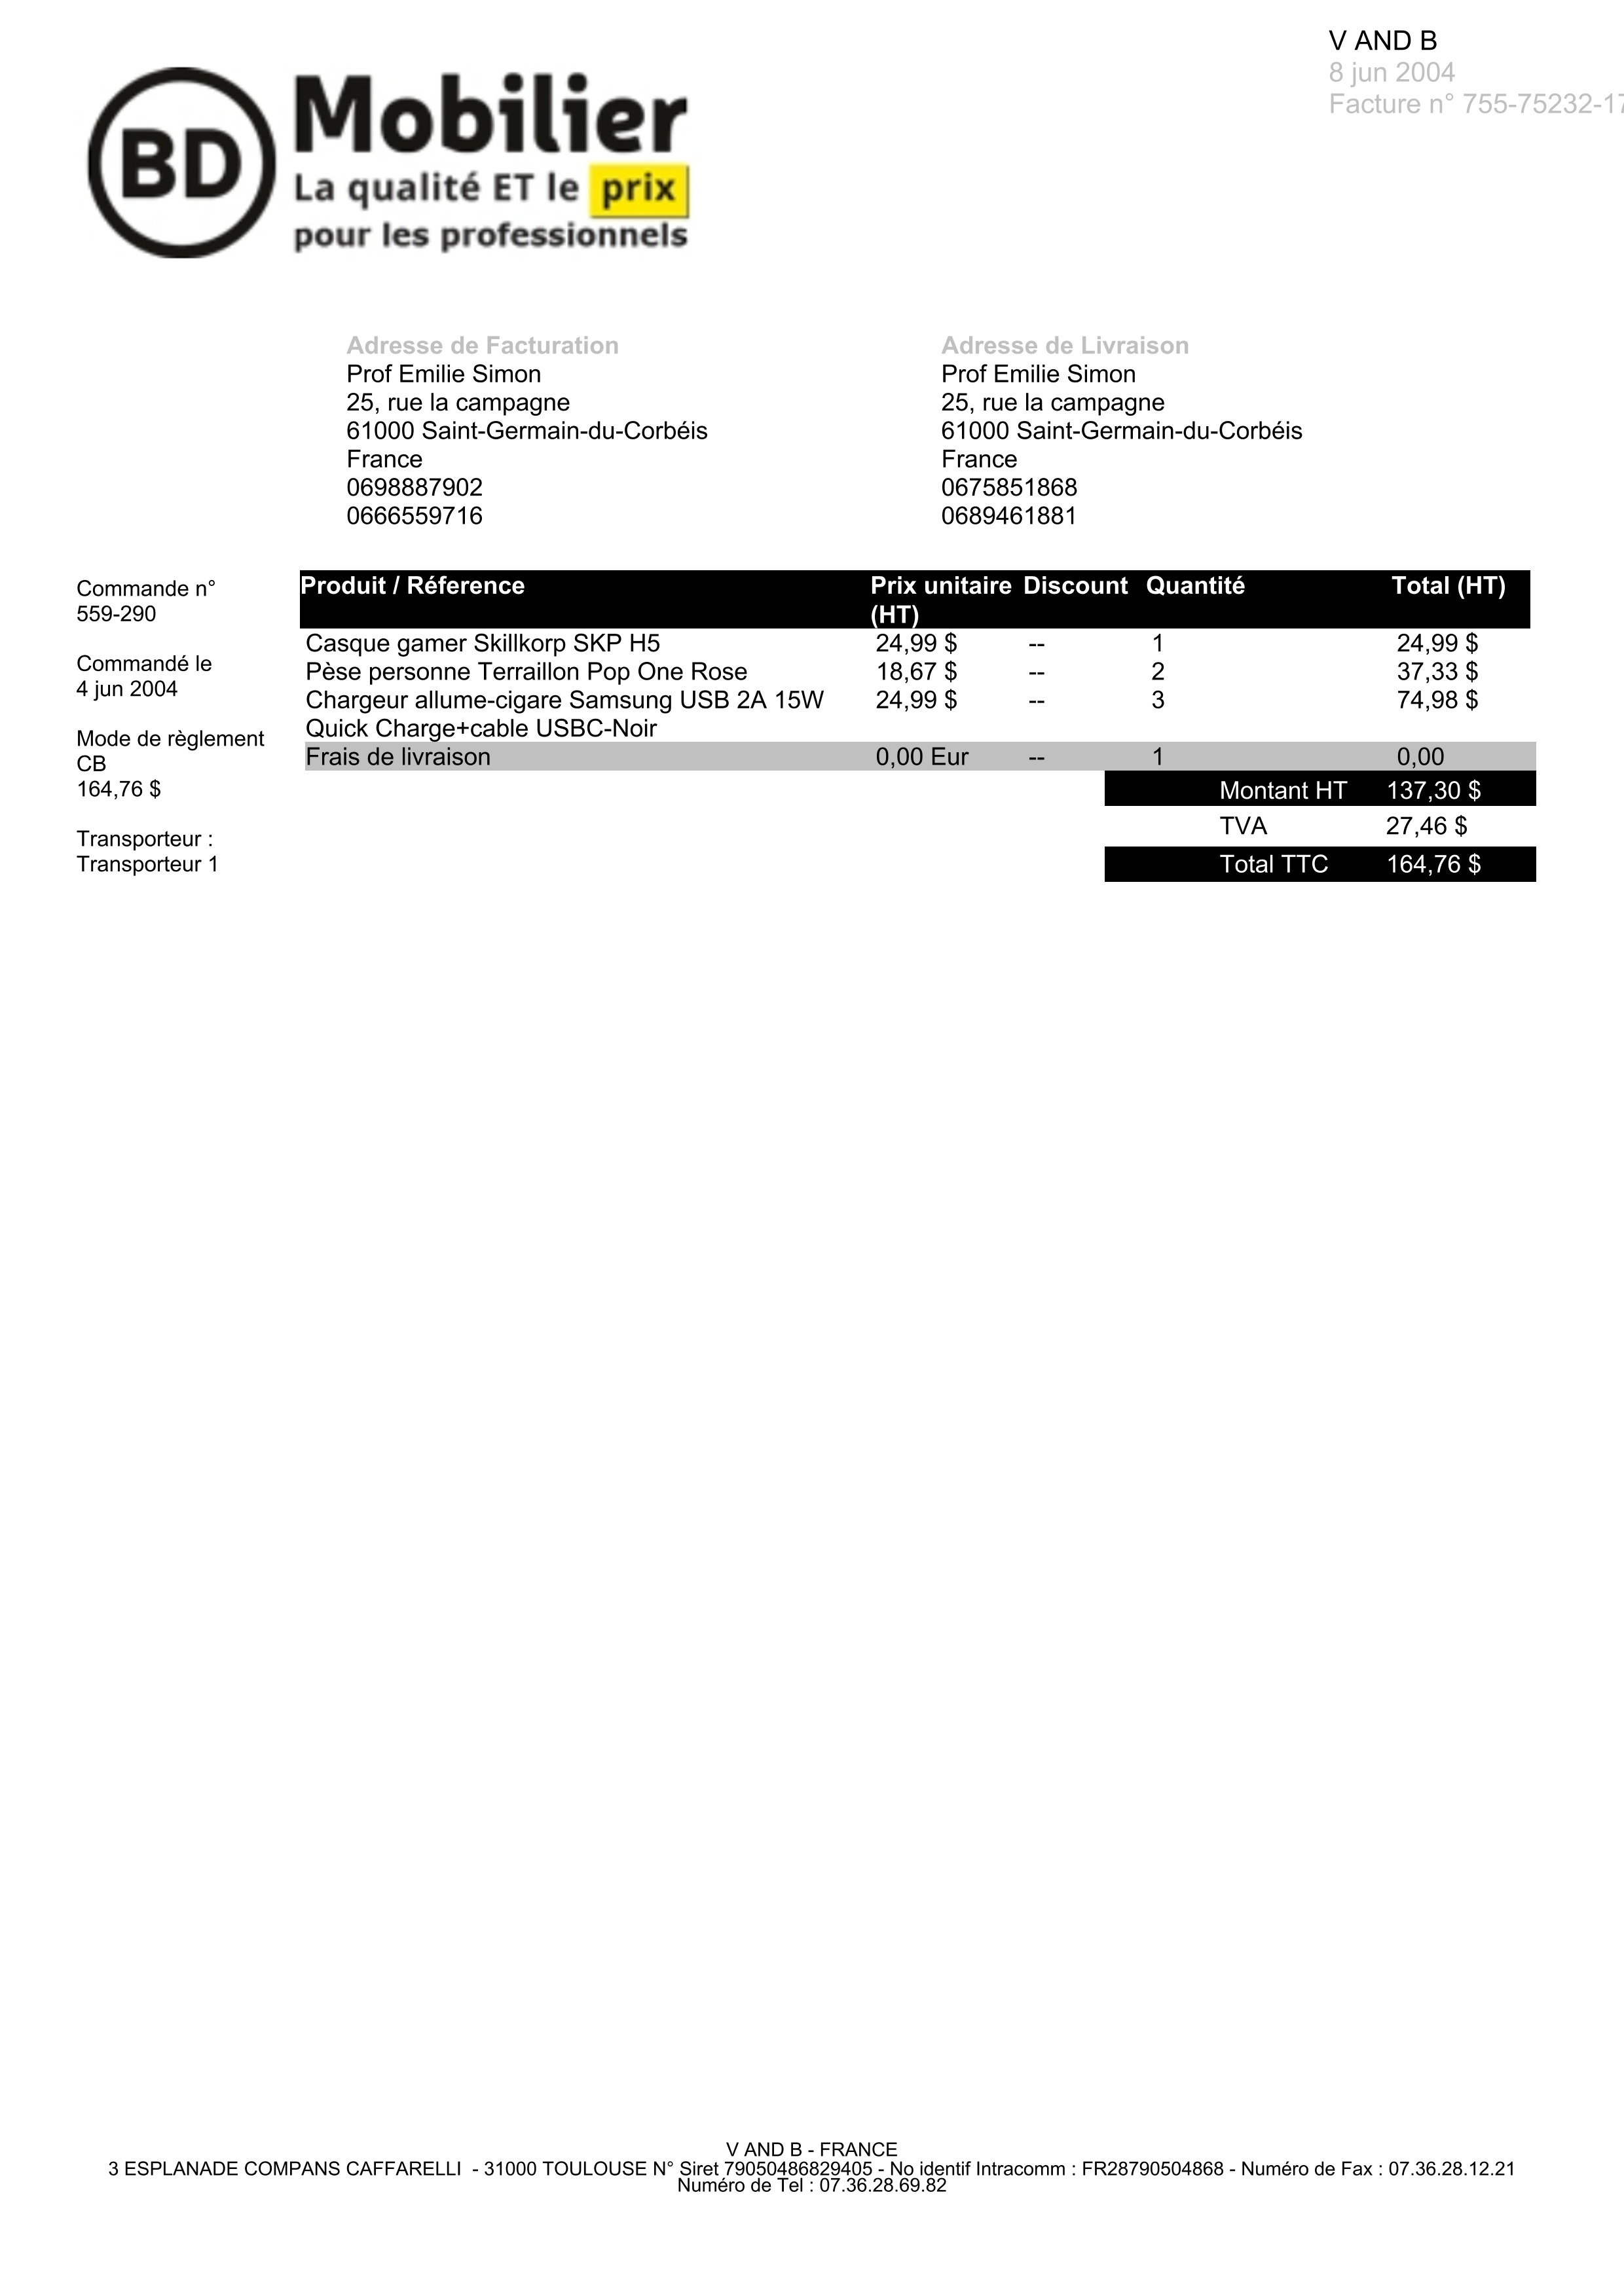 V AND B
8 jun 2004
Facture n° 755-75232-17
BD
Mobilier
La qualité ET le prix
pour les professionnels
Adresse de Facturation
Prof Emilie Simon
25, rue la campagne
61000 Saint-Germain-du-Corbéis
France
0698887902
0666559716
Adresse de Livraison
Prof Emilie Simon
25, rue la campagne
61000 Saint-Germain-du-Corbéis
France
0675851868
0689461881
Commande n°
559-290
Commandé le
4 jun 2004
Mode de règlement
CB
164,76 $
Transporteur :
Transporteur 1
Produit / Réference Prix unitaire (HT) Discount Quantité Total (HT)
Casque gamer Skillkorp SKP H5 24,99 $ -- 1 24,99 $
Pèse personne Terraillon Pop One Rose 18,67 $ -- 2 37,33 $
Chargeur allume-cigare Samsung USB 2A 15W 24,99 $ -- 3 74,98 $
Quick Charge+cable USBC-Noir
Frais de livraison 0,00 Eur -- 1 0,00
Montant HT 137,30 $
TVA 27,46 $
Total TTC 164,76 $
V AND B - FRANCE
3 ESPLANADE COMPANS CAFFARELLI - 31000 TOULOUSE N° Siret 79050486829405 - No identif Intracomm : FR28790504868 - Numéro de Fax : 07.36.28.12.21
Numéro de Tel : 07.36.28.69.82